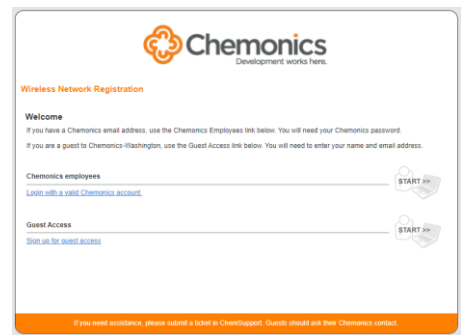 Chemonics
Development works here.
Wireless Network Registration
Welcome
If you have a Chemonics email address, use the Chemonics Employees link below. You will need your Chemonics password.
If you are a guest to Chemonics-Washington, use the Guest Access link below. You will need to enter your name and email address.
Chemonics employees
START >>
Login with a valid Chemonics account.
Guest Access
START >>
Sign up for guest access
If you need assistance, please submit a ticket in ChemSupport. Guests should ask their Chemonics contact.